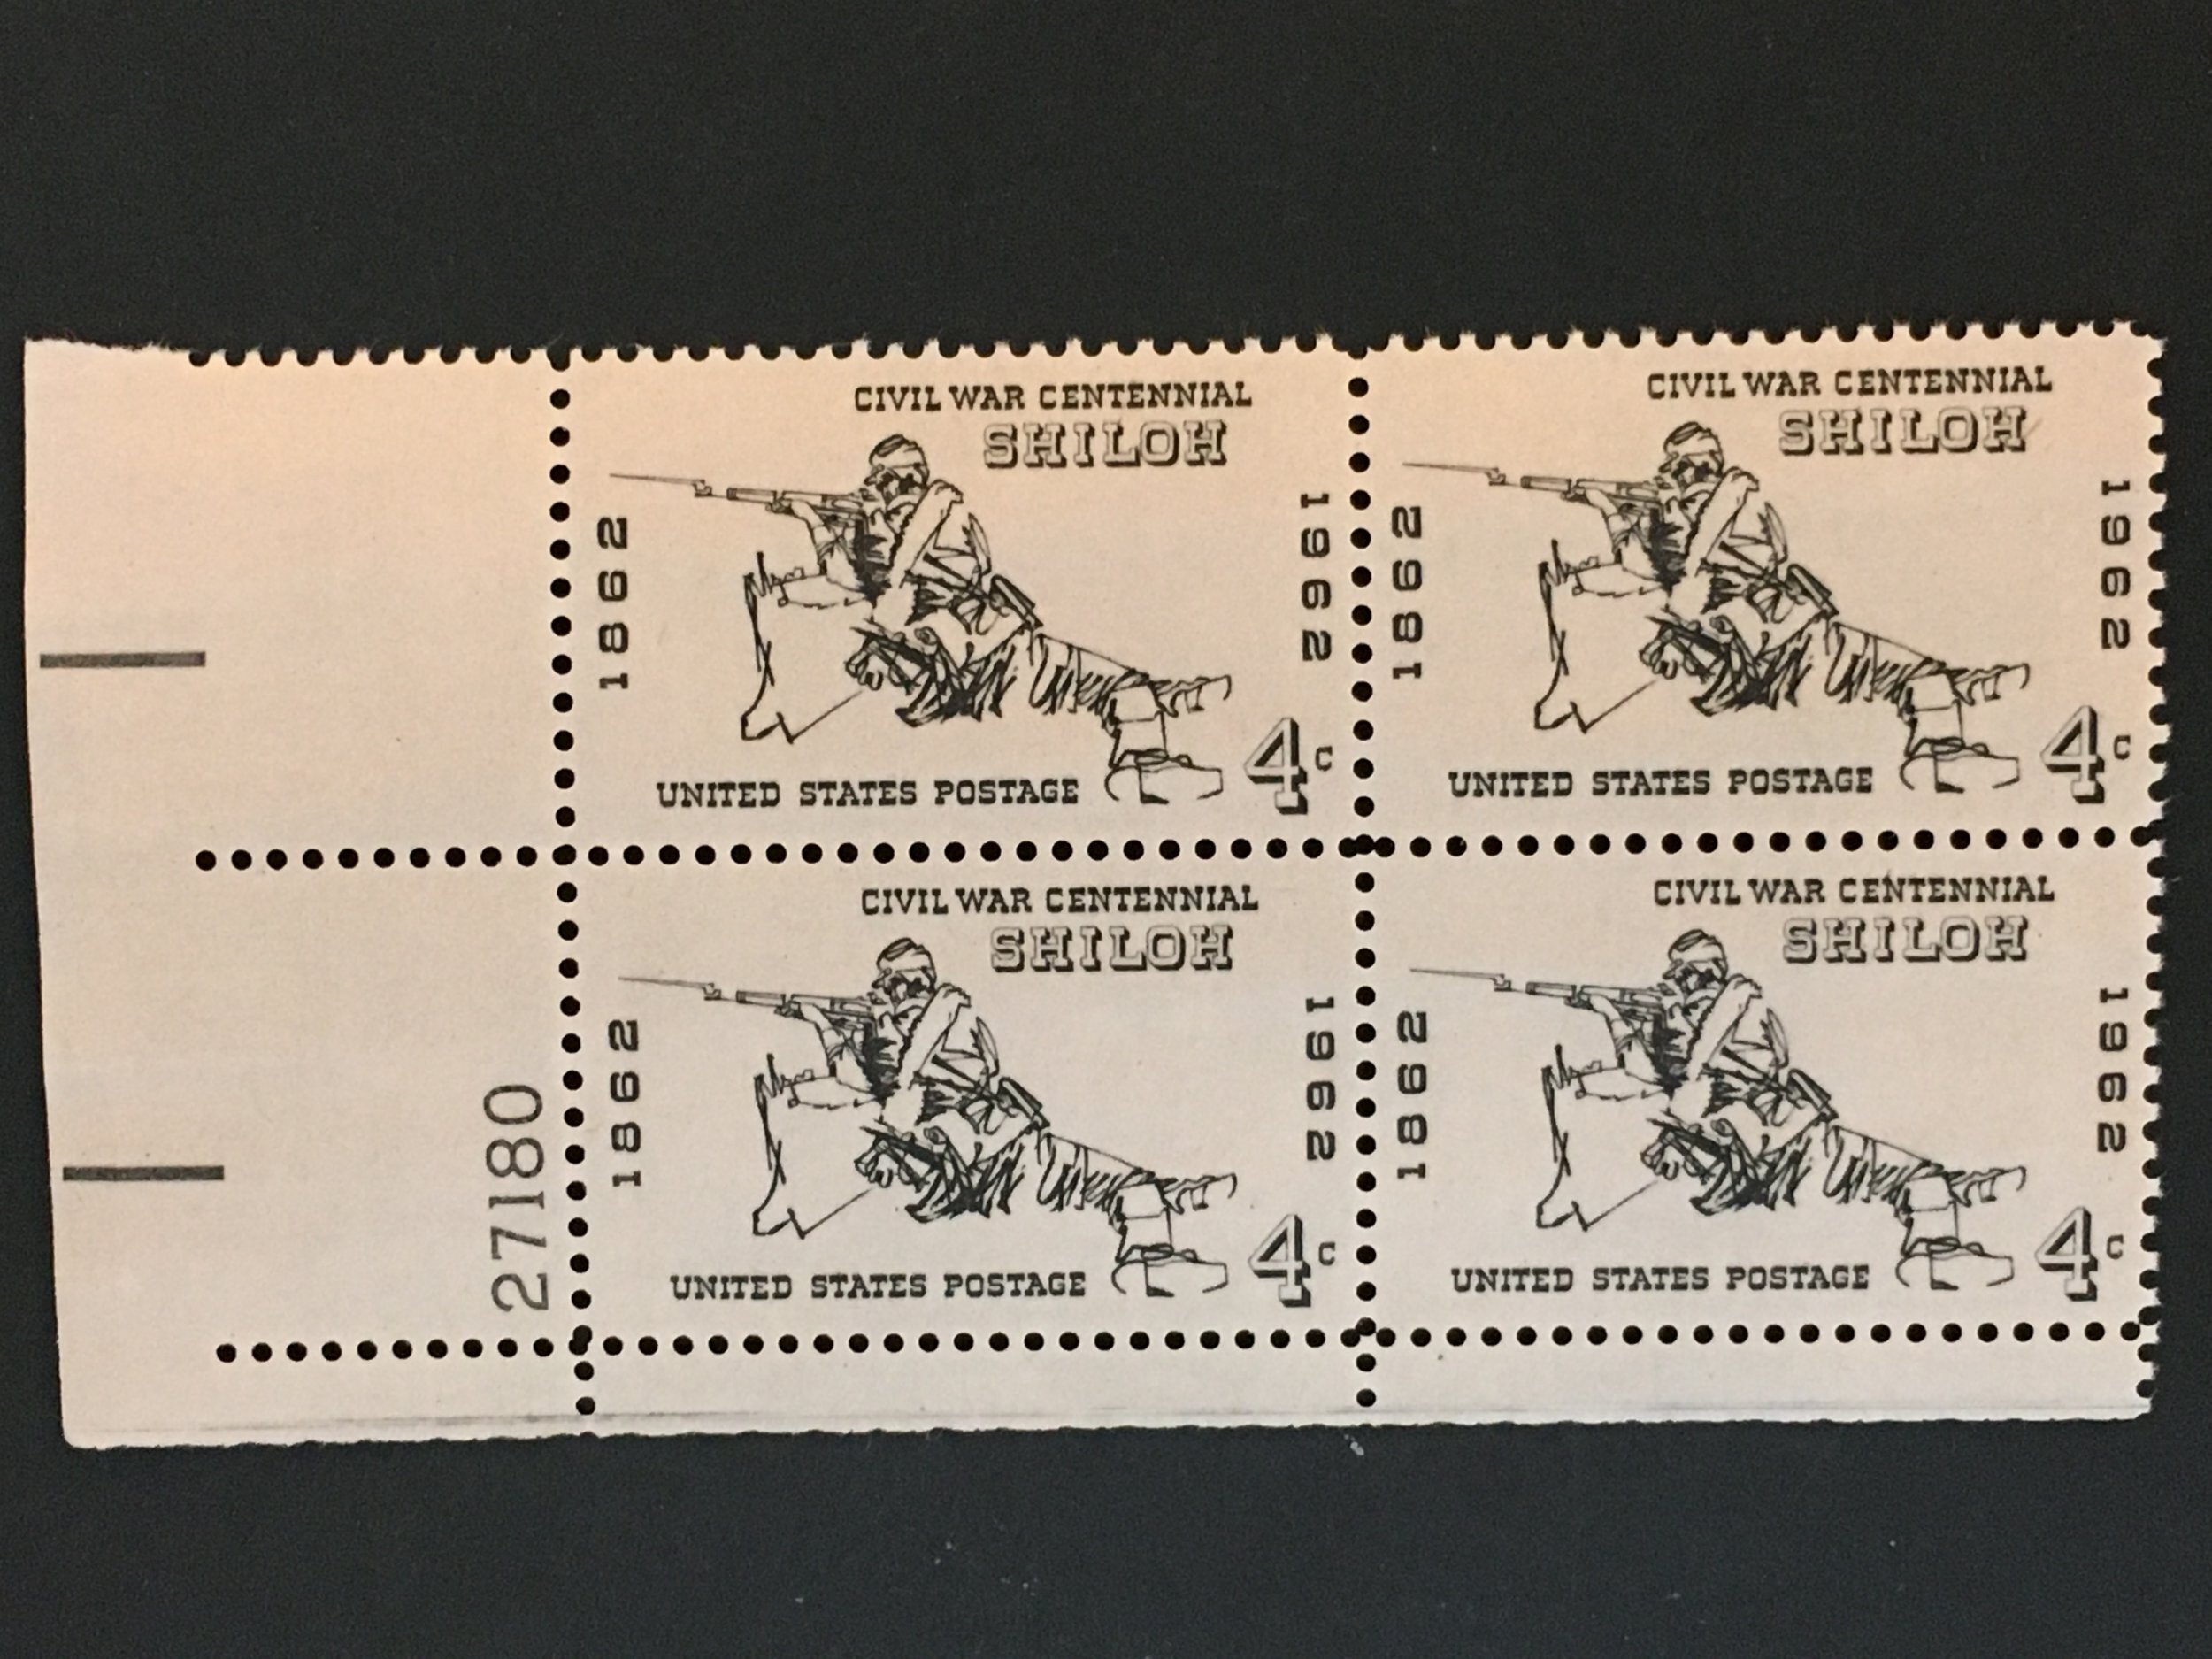 CIVIL WAR CENTENNIAL
SHILOH
1862
1962
4c
UNITED STATES POSTAGE
CIVIL WAR CENTENNIAL
SHILOH
1862
1962
4c
UNITED STATES POSTAGE
27180
CIVIL WAR CENTENNIAL
SHILOH
1862
1962
4c
UNITED STATES POSTAGE
CIVIL WAR CENTENNIAL
SHILOH
1862
1962
4c
UNITED STATES POSTAGE